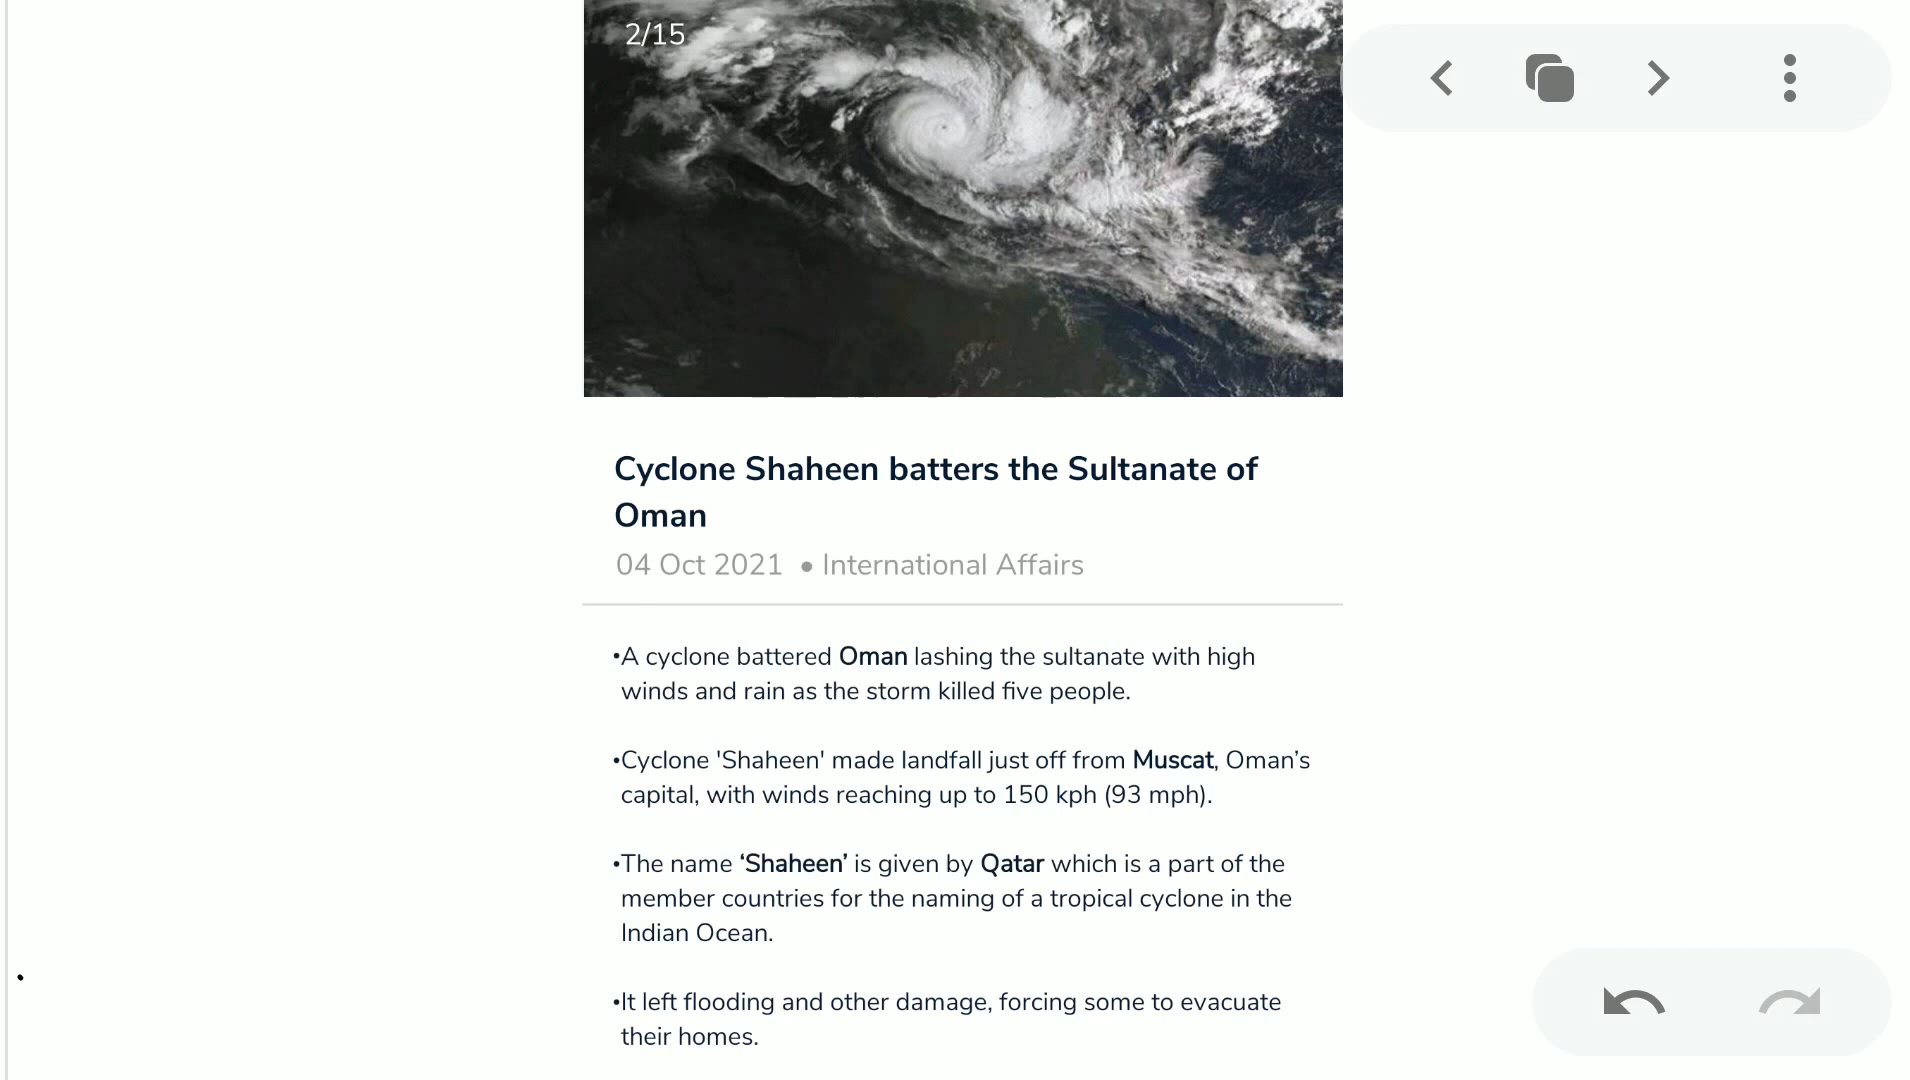 2/15
Cyclone Shaheen batters the Sultanate of
Oman
04 Oct 2021 • International Affairs
•A cyclone battered Oman lashing the sultanate with high
winds and rain as the storm killed five people.
•Cyclone 'Shaheen' made landfall just off from Muscat, Oman’s
capital, with winds reaching up to 150 kph (93 mph).
•The name ‘Shaheen’ is given by Qatar which is a part of the
member countries for the naming of a tropical cyclone in the
Indian Ocean.
•It left flooding and other damage, forcing some to evacuate
their homes.